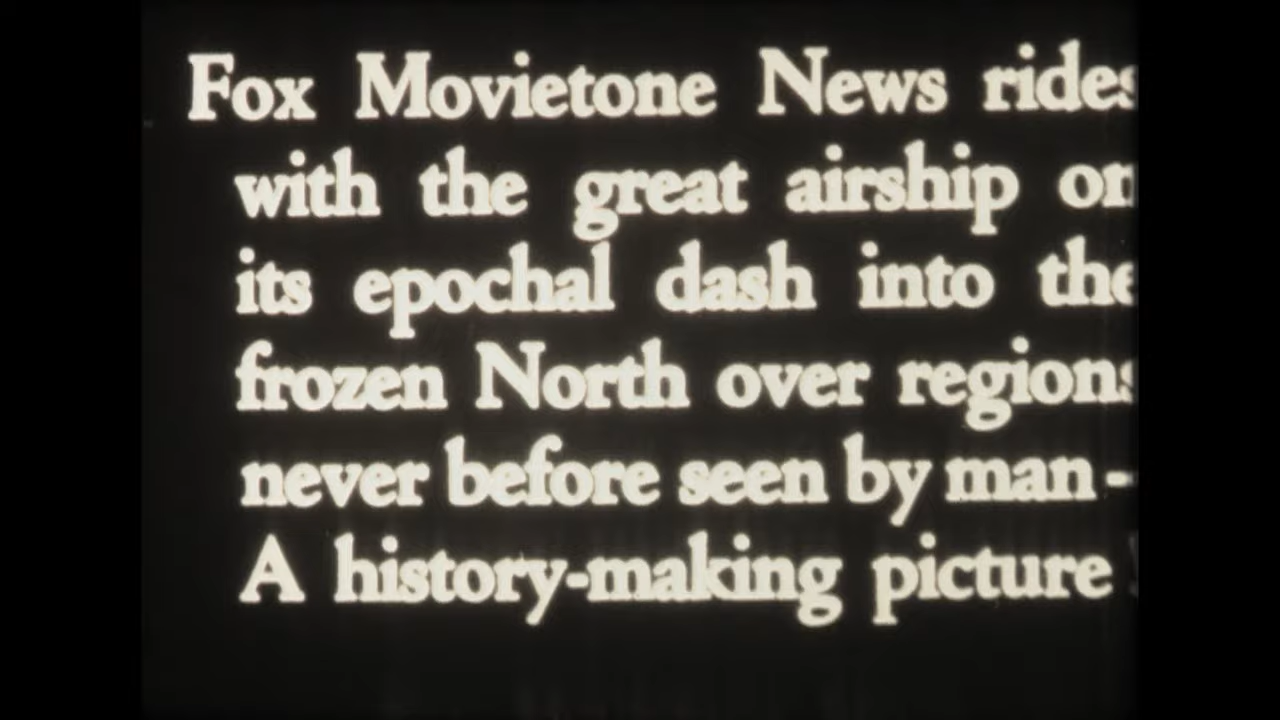 Fox Movietone News rides
with the great airship on
its epochal dash into the
frozen North over regions
never before seen by man-
A history-making picture